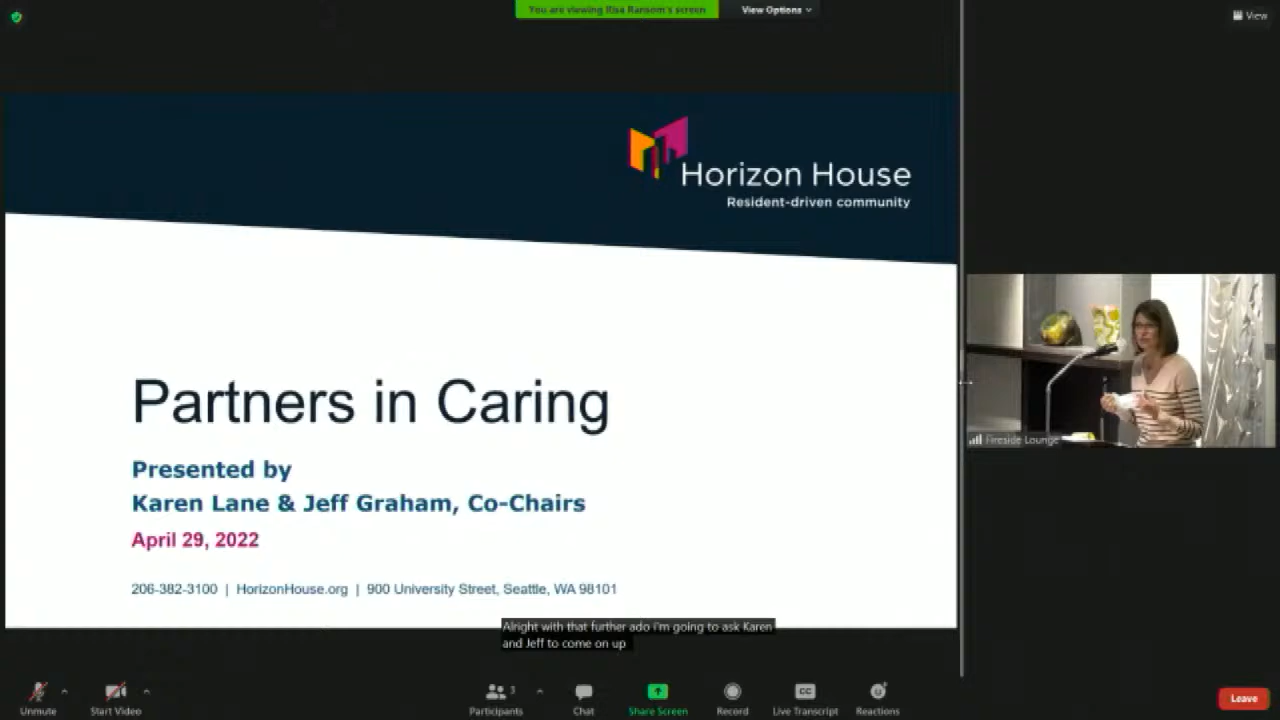 You are viewing Risa Ransom's screen
View Options
View
Horizon House
Resident-driven community
Partners in Caring
Presented by
Karen Lane & Jeff Graham, Co-Chairs
April 29, 2022
206-382-3100 | HorizonHouse.org | 900 University Street, Seattle, WA 98101
Fireside Lounge
Alright with that further ado i'm going to ask Karen
and Jeff to come on up
Unmute
Start Video
Participants
3
Chat
Share Screen
Record
CC
Live Transcript
Reactions
Leave